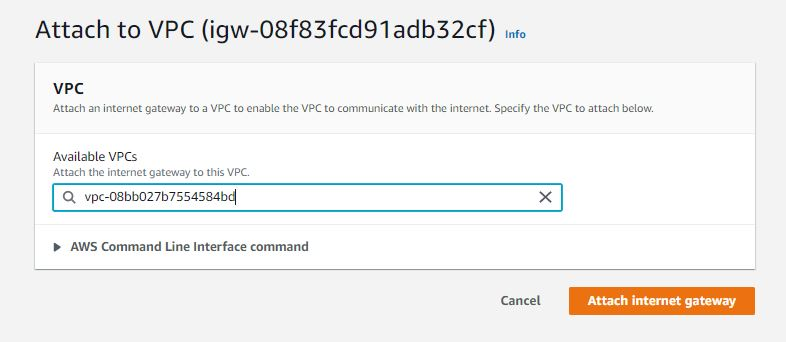 Attach to VPC (igw-08f83fcd91adb32cf) Info
VPC
Attach an internet gateway to a VPC to enable the VPC to communicate with the internet. Specify the VPC to attach below.
Available VPCs
Attach the internet gateway to this VPC.
vpc-08bb027b7554584bd
AWS Command Line Interface command
Cancel Attach internet gateway